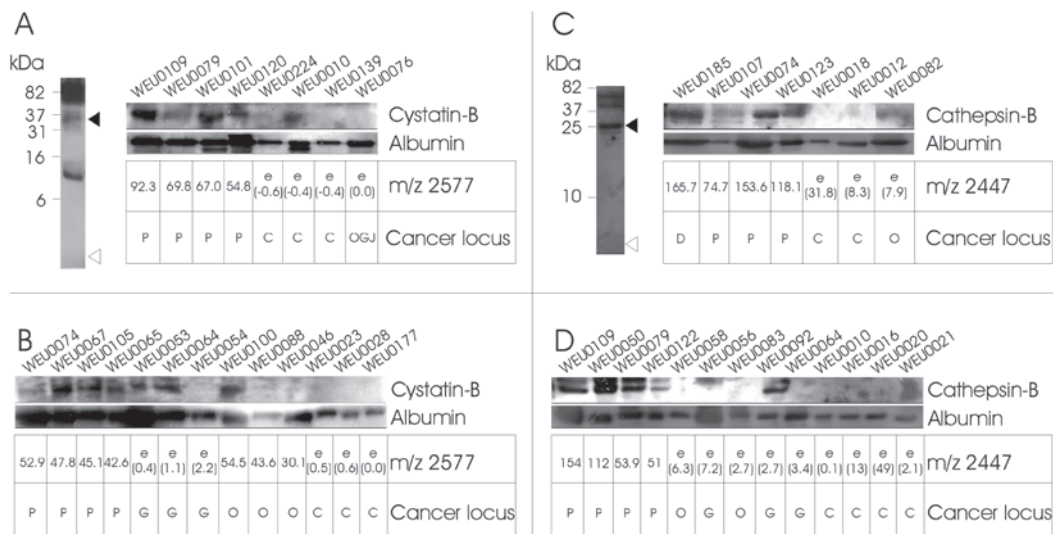 A
kDa
82
37
31
16
6
WEU0109 WEU0079 WEU0101 WEU0120 WEU0224 WEU0010 WEU0139 WEU0076
Cystatin-B
Albumin
92.3 69.8 67.0 54.8 e (-0.6) e (-0.4) e (-0.4) e (0.0) m/z 2577
P P P P C C C OGJ Cancer locus
C
kDa
82
37
25
10
WEU0185 WEU0107 WEU0074 WEU0123 WEU0018 WEU0012 WEU0082
Cathepsin-B
Albumin
165.7 74.7 153.6 118.1 e (31.8) e (8.3) e (7.9) m/z 2447
D P P P C C O Cancer locus
B
WEU0074 WEU0067 WEU0105 WEU0065 WEU0053 WEU0064 WEU0054 WEU0100 WEU0088 WEU0046 WEU0023 WEU0028 WEU0177
Cystatin-B
Albumin
52.9 47.8 45.1 42.6 e (0.4) e (1.1) e (2.2) 54.5 43.6 30.1 e (0.5) e (0.6) e (0.0) m/z 2577
P P P P G G G O O O C C C Cancer locus
D
WEU0109 WEU0050 WEU0079 WEU0122 WEU0058 WEU0056 WEU0083 WEU0092 WEU0064 WEU0010 WEU0016 WEU0020 WEU0021
Cathepsin-B
Albumin
154 112 53.9 51 e (6.3) e (7.2) e (2.7) e (2.7) e (3.4) e (0.1) e (13) e (49) e (2.1) m/z 2447
P P P P O G O G G C C C C Cancer locus